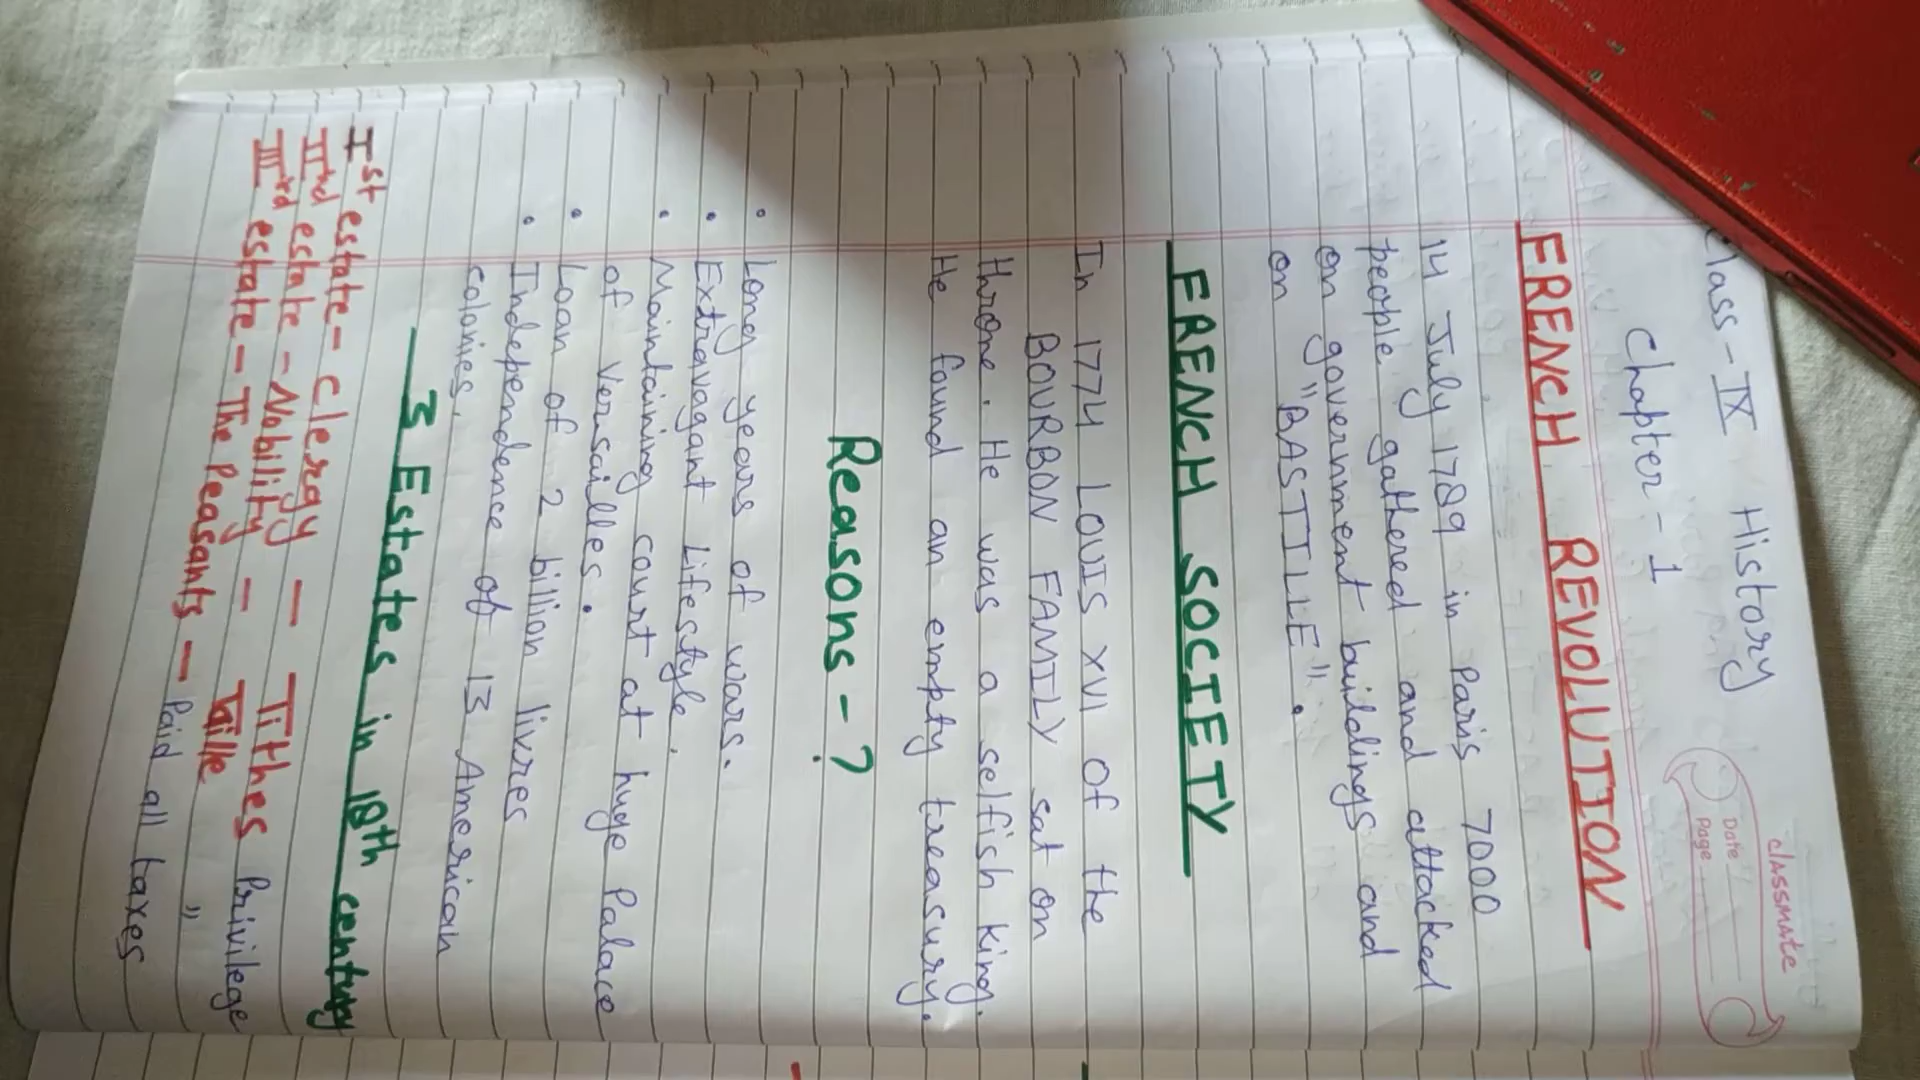 Class-IX History
Chapter-1
classmate
Date
Page
FRENCH REVOLUTION
14 July 1789 in Paris 7000
people gathered and attacked
on government buildings and
on "BASTILLE".
FRENCH SOCIETY
In 1774 LOUIS XVI Of the
BOURBON FAMILY sat on
throne. He was a selfish king.
He found an empty treasury.
Reasons-?
• Long years of wars.
• Extravagant Lifestyle.
• Maintaining court at huge Palace
of Versailles.
• Loan of 2 billion livres
• Independence of 13 American
colonies.
3 Estates in 18th century
Ist estate- Clergy — Tithes Privilege
IInd estate - Nobility - Taille "
IIIrd estate - The Peasants — Paid all taxes